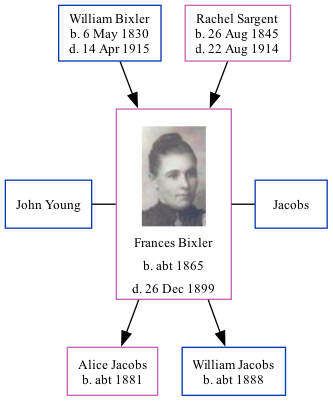 William Bixler
b. 6 May 1830
d. 14 Apr 1915
Rachel Sargent
b. 26 Aug 1845
d. 22 Aug 1914
John Young
Frances Bixler
b. abt 1865
d. 26 Dec 1899
Jacobs
Alice Jacobs
b. abt 1881
William Jacobs
b. abt 1888